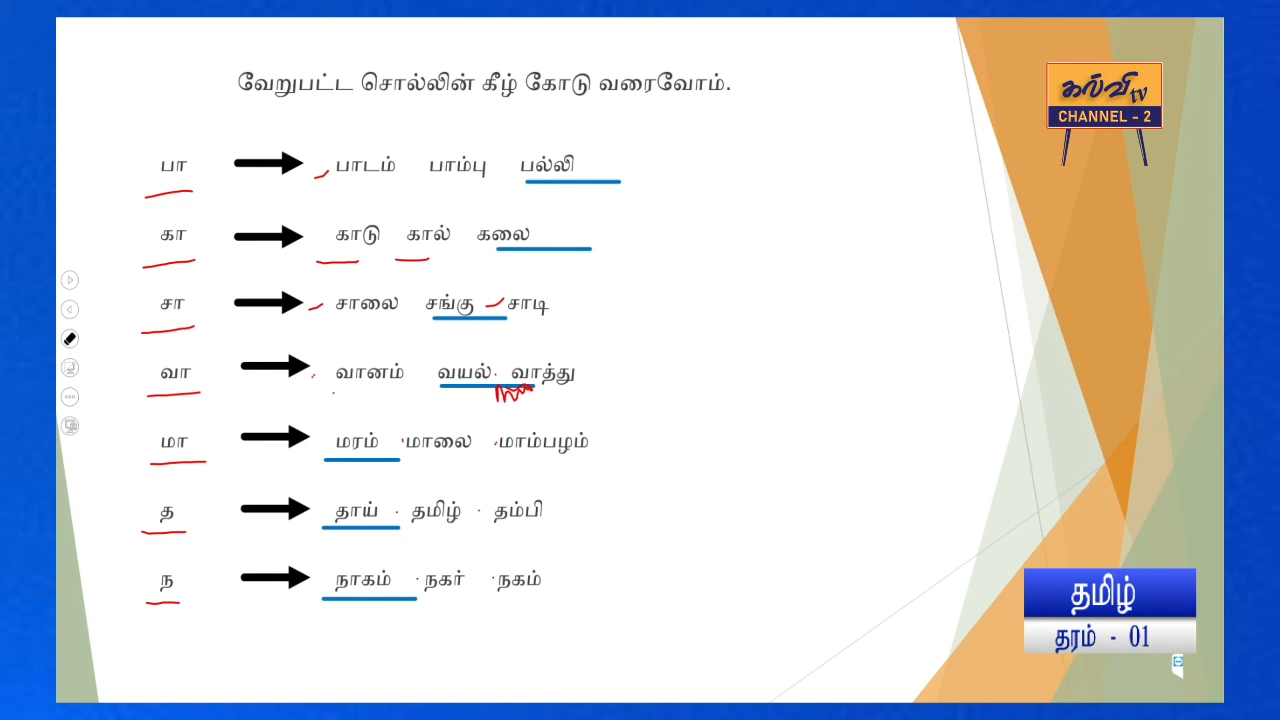 வேறுபட்ட சொல்லின் கீழ் கோடு வரைவோம்.
பா பாடம் பாம்பு பல்லி
கா காடு கால் கலை
சா சாலை சங்கு சாடி
வா வானம் வயல் வாத்து
மா மரம் மாலை மாம்பழம்
த தாய் தமிழ் தம்பி
ந நாகம் நகர் நகம்
கல்வி tv
CHANNEL - 2
தமிழ்
தரம் - 01